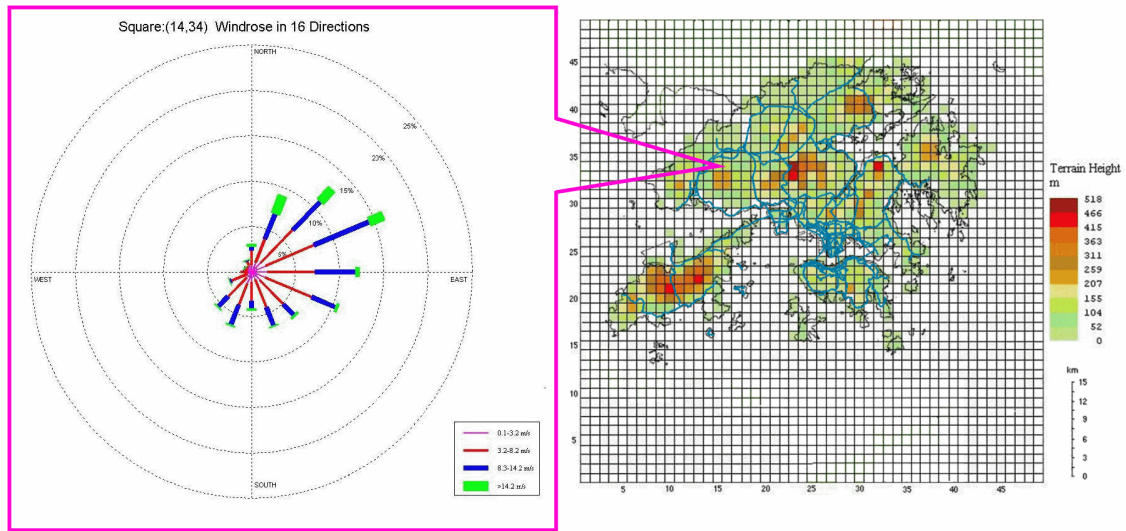 Square:(14,34)  Windrose in 16 Directions
NORTH
25%
20%
15%
10%
5%
WEST
EAST
SOUTH
0.1-3.2 m/s
3.2-8.2 m/s
8.3-14.2 m/s
>14.2 m/s
45
40
35
30
25
20
15
10
5
5 10 15 20 25 30 35 40 45
Terrain Height
m
518
466
415
363
311
259
207
155
104
52
0
km
15
12
9
6
3
0